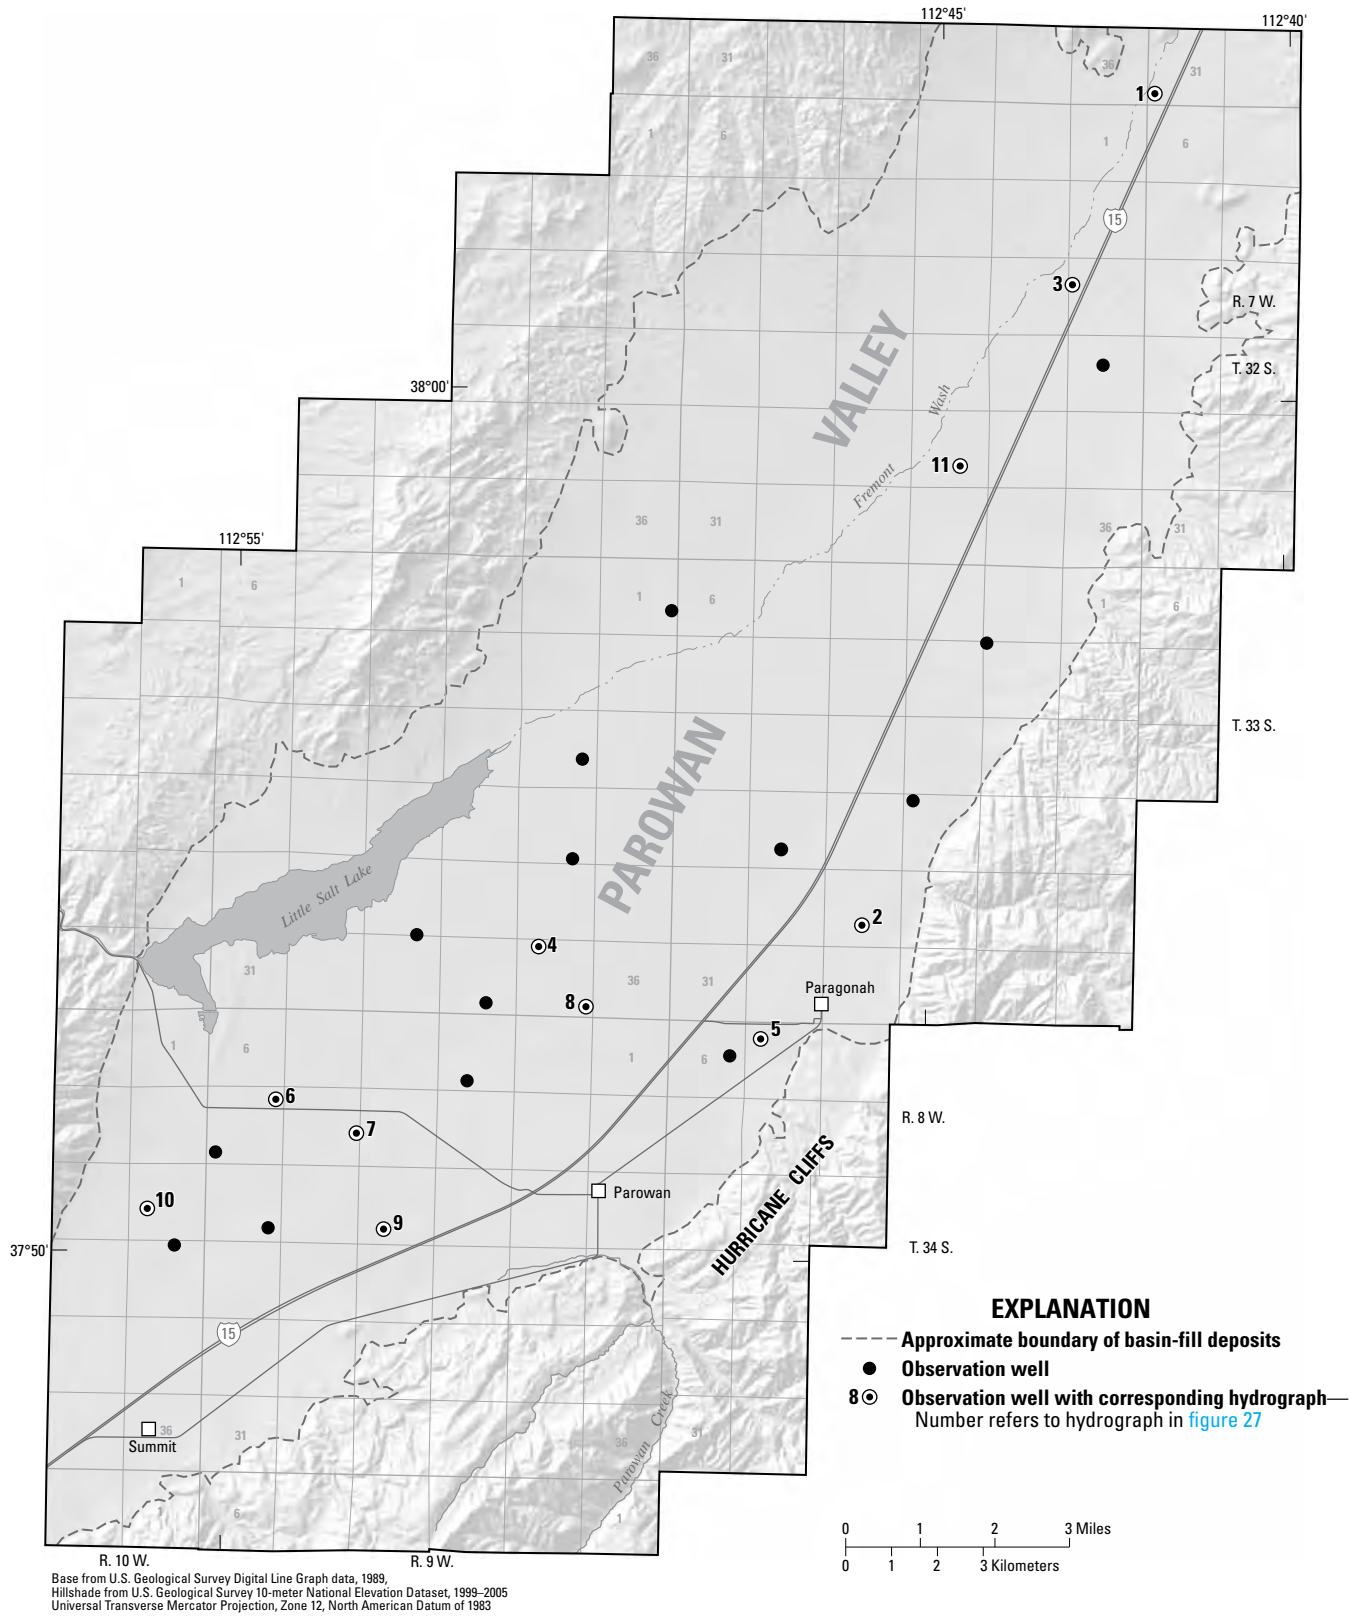 112°45'
112°40'
36
31
36
31
1
1
6
1
6
15
3
R. 7 W.
VALLEY
T. 32 S.
38°00'
Wash
11
Fremont
36
31
36
31
112°55'
1
6
1
6
1
6
T. 33 S.
PAROWAN
Little Salt Lake
2
4
31
36
31
Paragonah
8
5
1
6
1
6
6
R. 8 W.
7
HURRICANE CLIFFS
10
Parowan
9
37°50'
T. 34 S.
15
EXPLANATION
Approximate boundary of basin-fill deposits
Observation well
8 Observation well with corresponding hydrograph—
Number refers to hydrograph in figure 27
Parowan Creek
36
31
36
31
Summit
1
6
1
0 1 2 3 Miles
0 1 2 3 Kilometers
R. 10 W.
R. 9 W.
Base from U.S. Geological Survey Digital Line Graph data, 1989,
Hillshade from U.S. Geological Survey 10-meter National Elevation Dataset, 1999–2005
Universal Transverse Mercator Projection, Zone 12, North American Datum of 1983